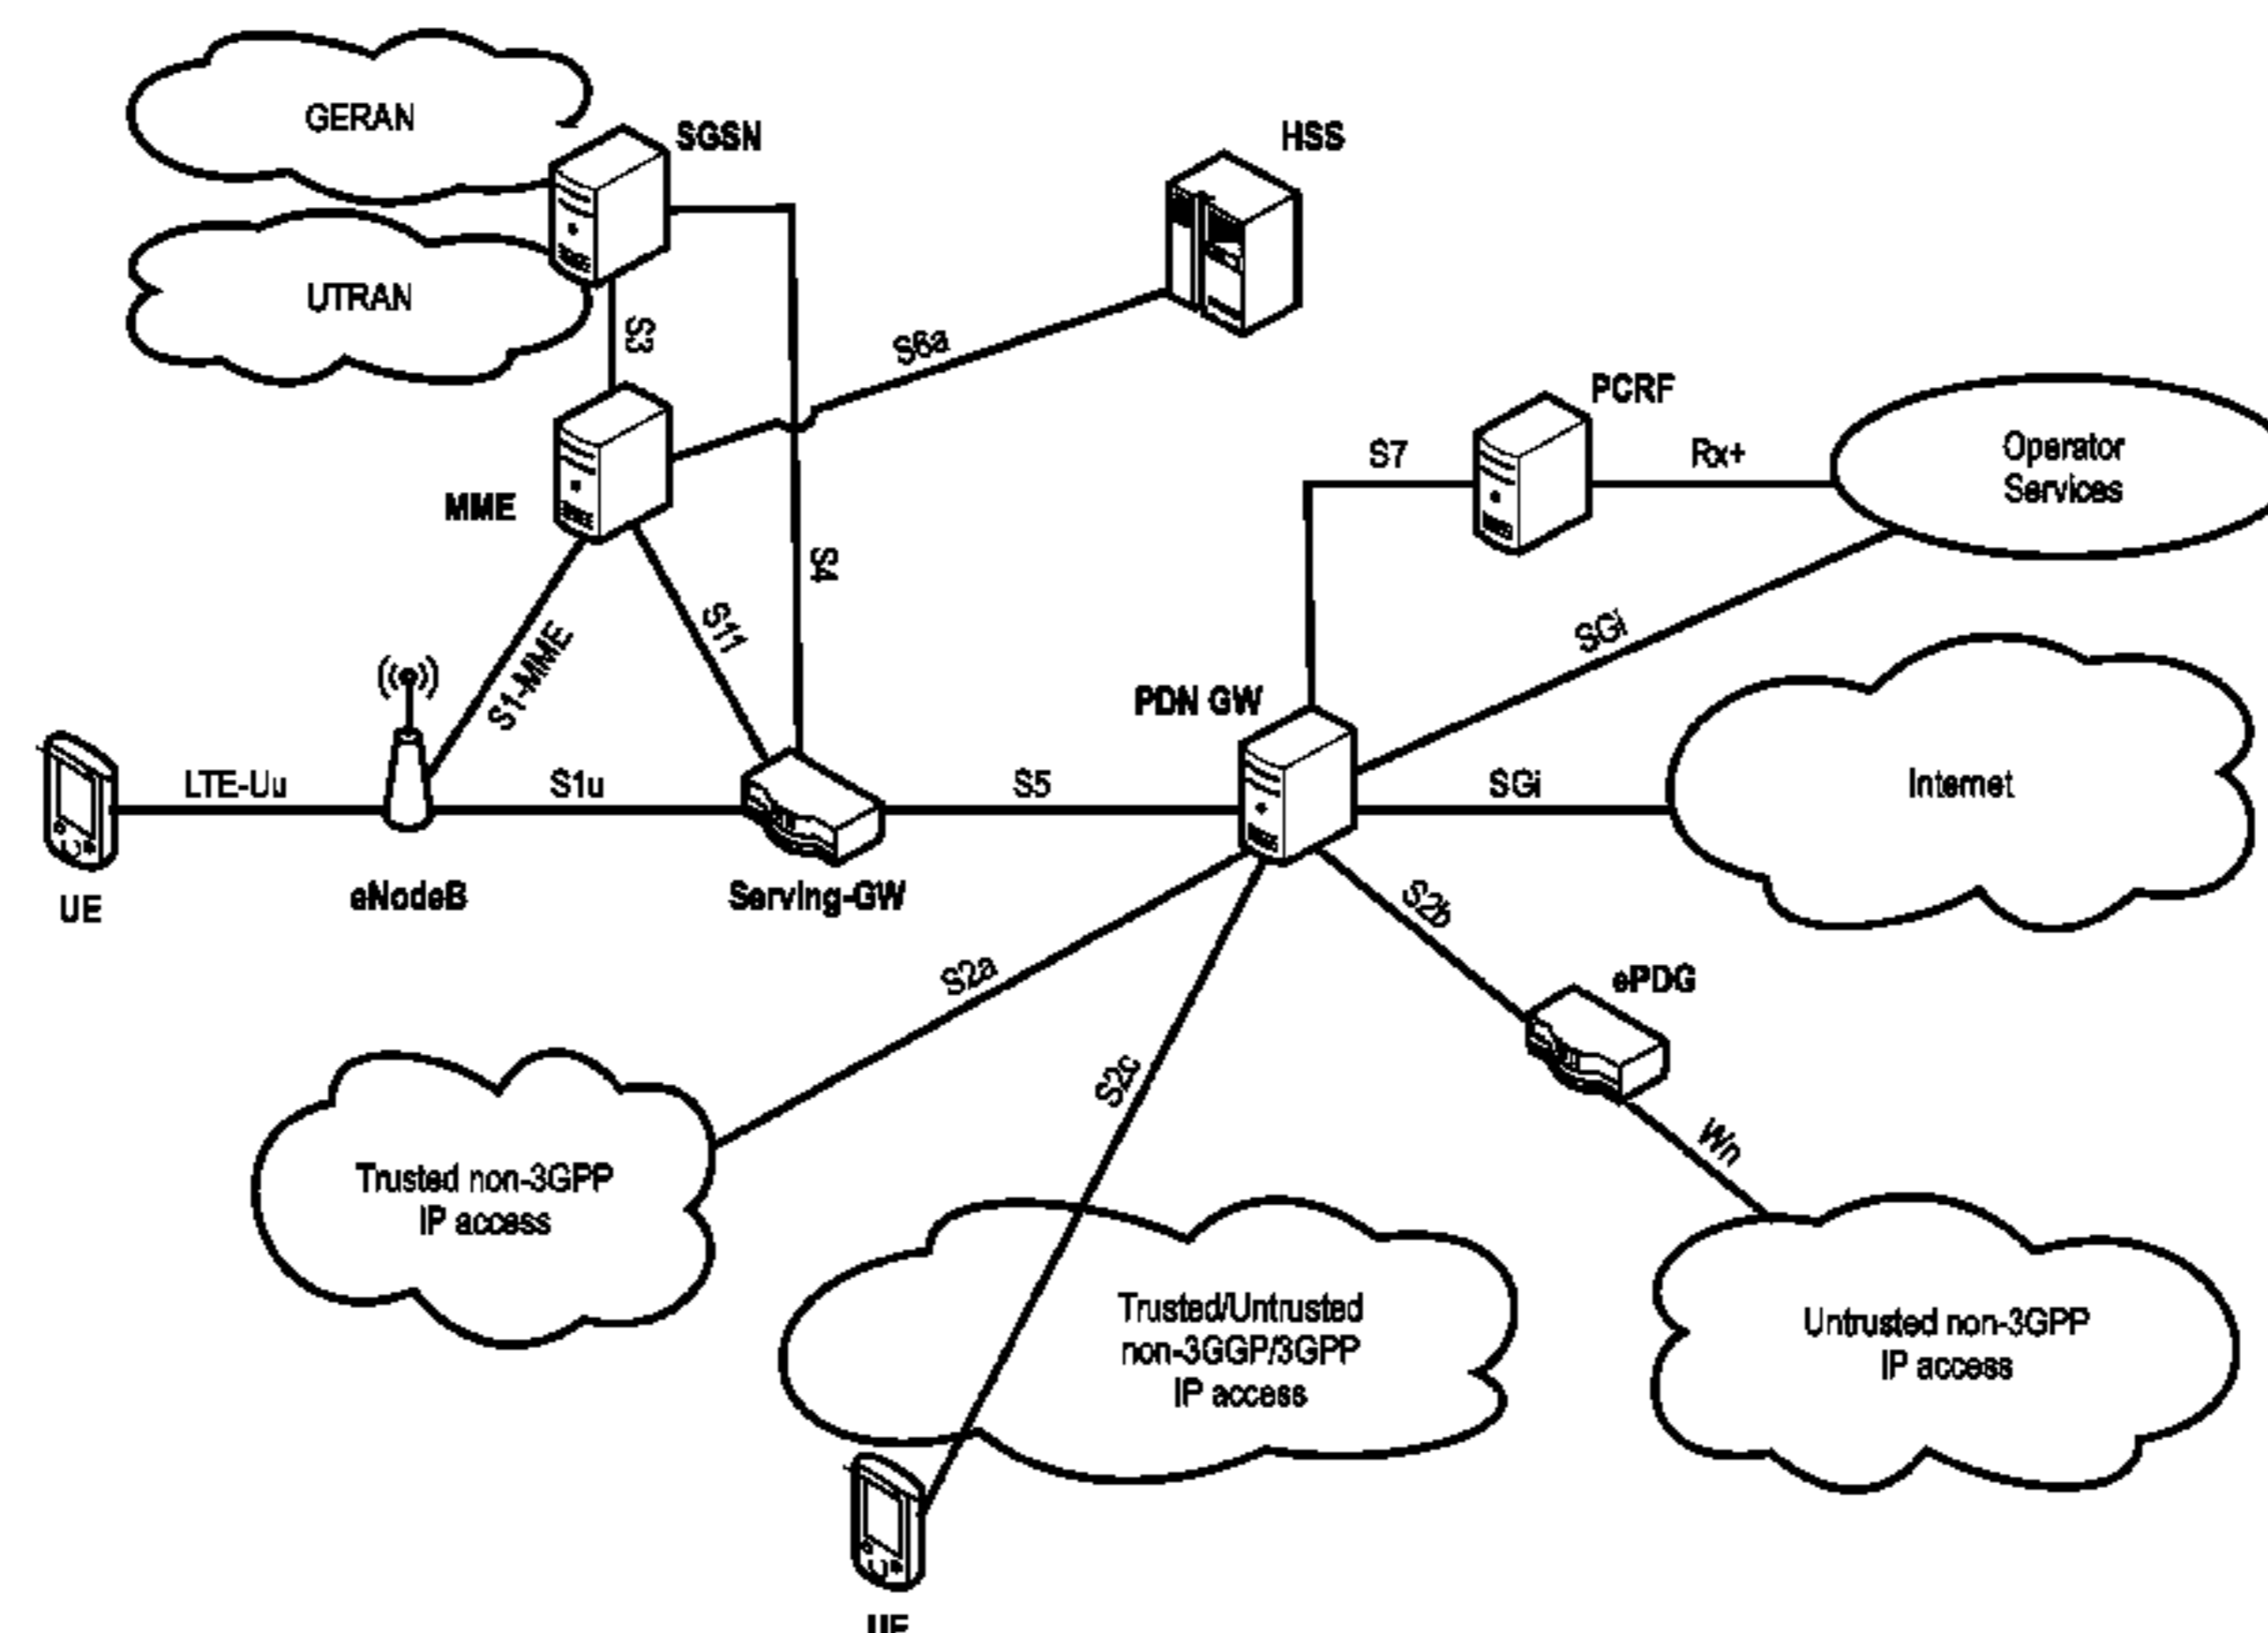 GERAN
SGSN
HSS
UTRAN
S3
S6a
PCRF
S7
Rx+
Operator
Services
MME
S4
S11
S1-MME
SGi
PDN GW
LTE-Uu
S1u
S5
SGi
Internet
UE
eNodeB
Serving-GW
S2b
S2a
ePDG
S2c
Wn
Trusted non-3GPP
IP access
Trusted/Untrusted
non-3GGP/3GPP
IP access
Untrusted non-3GPP
IP access
UE